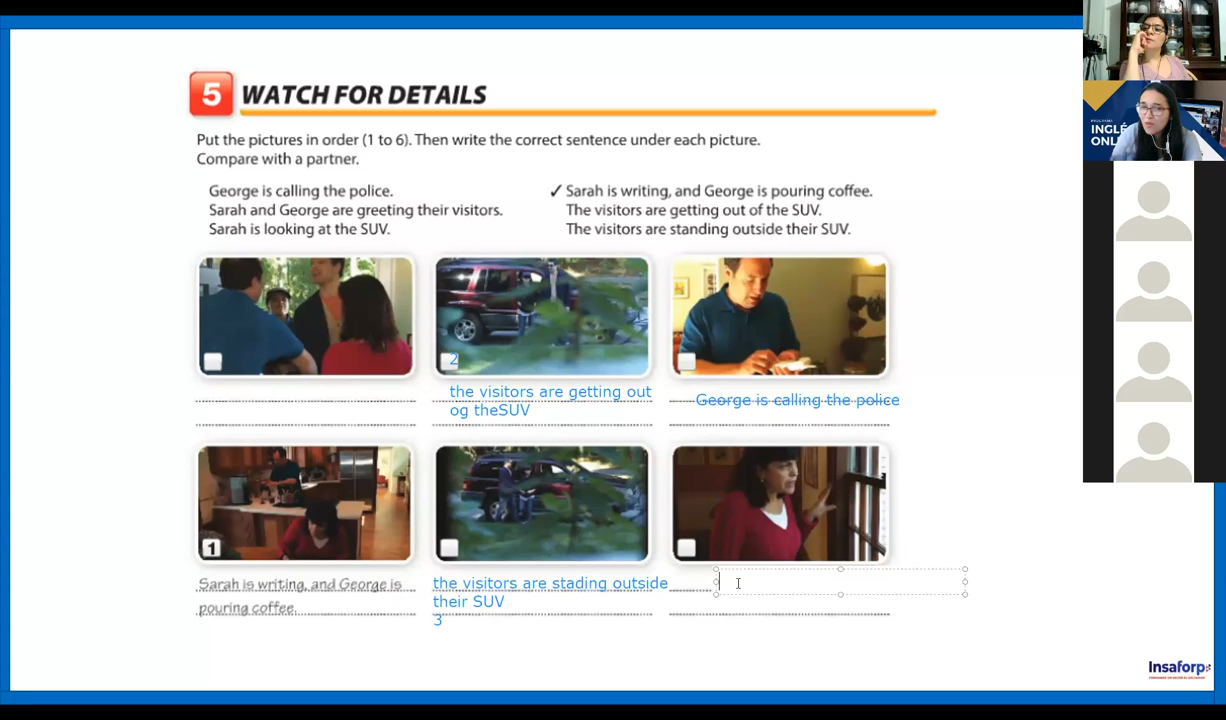 5 WATCH FOR DETAILS
Put the pictures in order (1 to 6). Then write the correct sentence under each picture.
Compare with a partner.
George is calling the police.
Sarah and George are greeting their visitors.
Sarah is looking at the SUV.
✓ Sarah is writing, and George is pouring coffee.
The visitors are getting out of the SUV.
The visitors are standing outside their SUV.
2
the visitors are getting out
og theSUV
George is calling the police
1
Sarah is writing, and George is
pouring coffee.
the visitors are stading outside
their SUV
3
INGLÉ
ONL
Insaforp